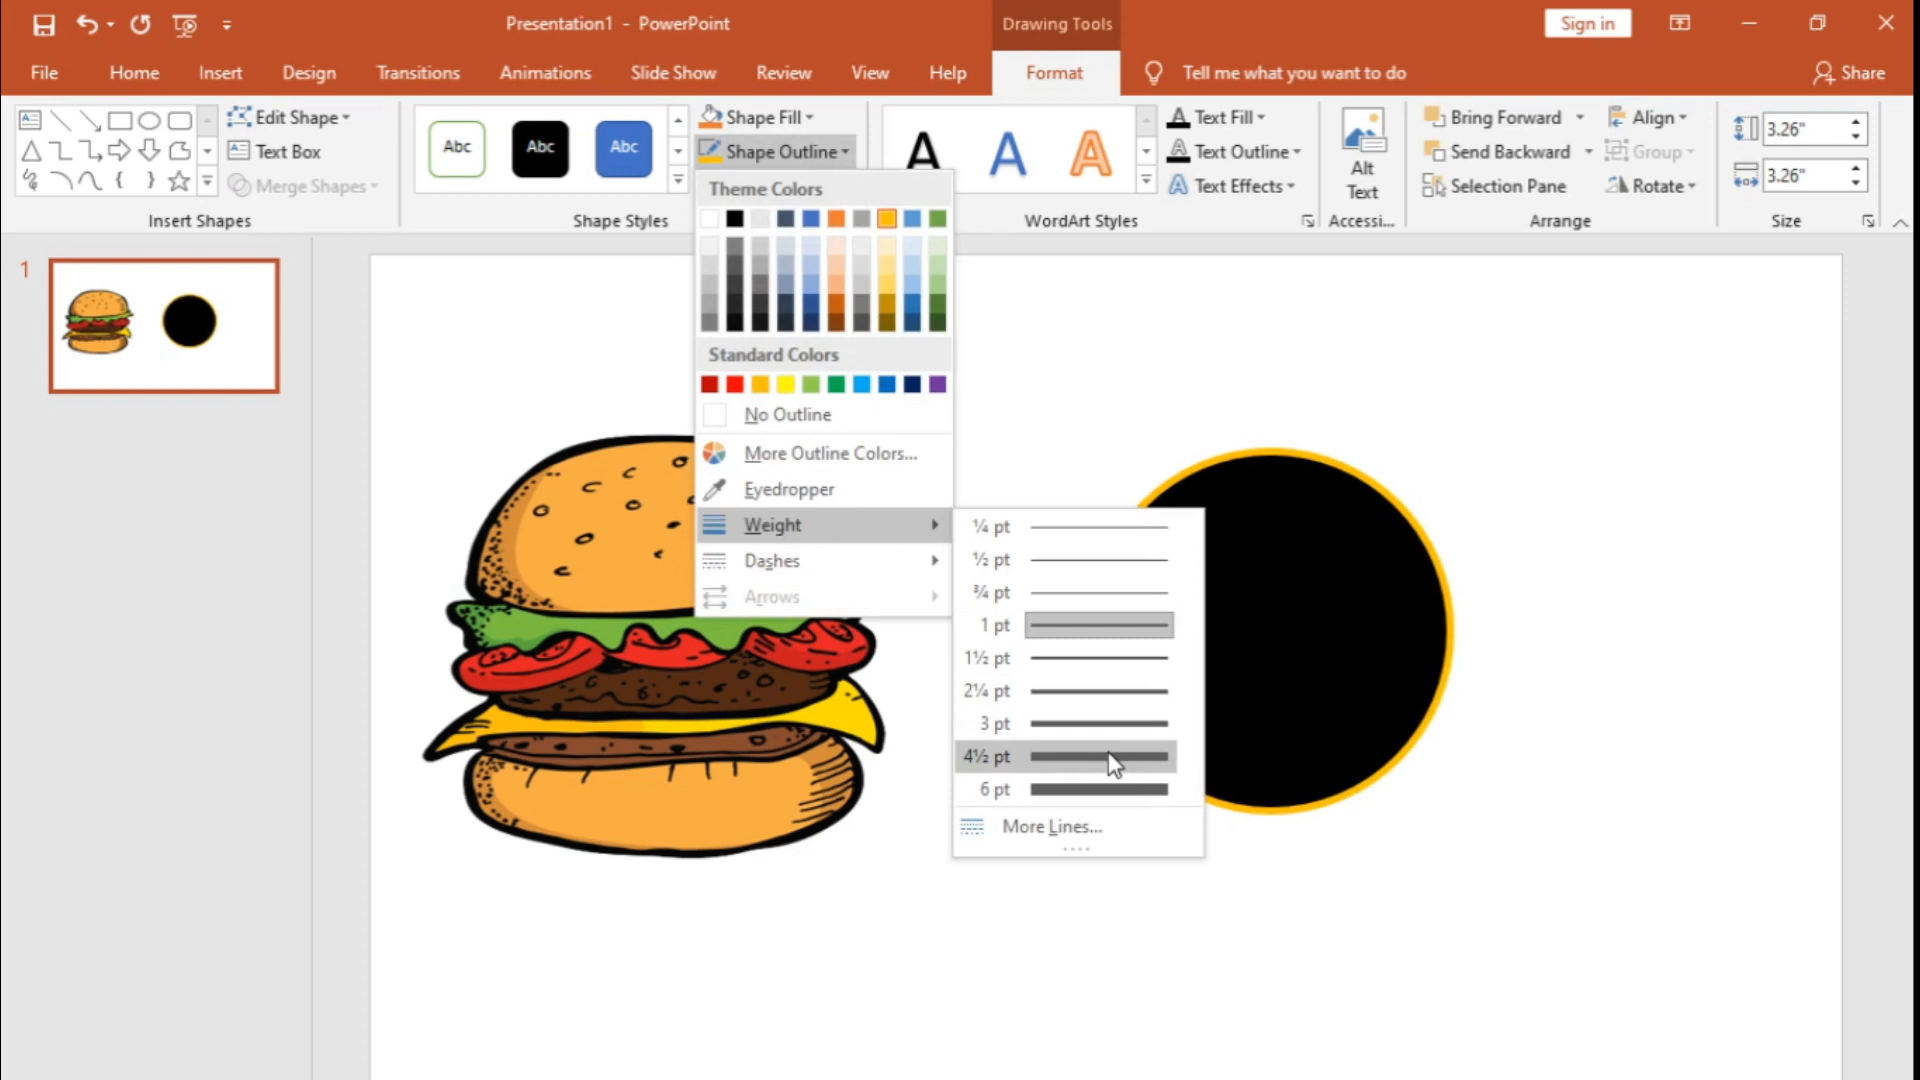 Presentation1 - PowerPoint
Drawing Tools
Sign in
File
Home
Insert
Design
Transitions
Animations
Slide Show
Review
View
Help
Format
Tell me what you want to do
Share
Edit Shape
Text Box
Merge Shapes
Insert Shapes
Abc
Abc
Abc
Shape Fill
Shape Outline
Shape Styles
A
A
A
Text Fill
Text Outline
Text Effects
WordArt Styles
Alt
Text
Accessi...
Bring Forward
Send Backward
Selection Pane
Align
Group
Rotate
Arrange
3.26"
3.26"
Size
1
Theme Colors
Standard Colors
No Outline
More Outline Colors...
Eyedropper
Weight
Dashes
Arrows
¼ pt
½ pt
¾ pt
1 pt
1½ pt
2¼ pt
3 pt
4½ pt
6 pt
More Lines...